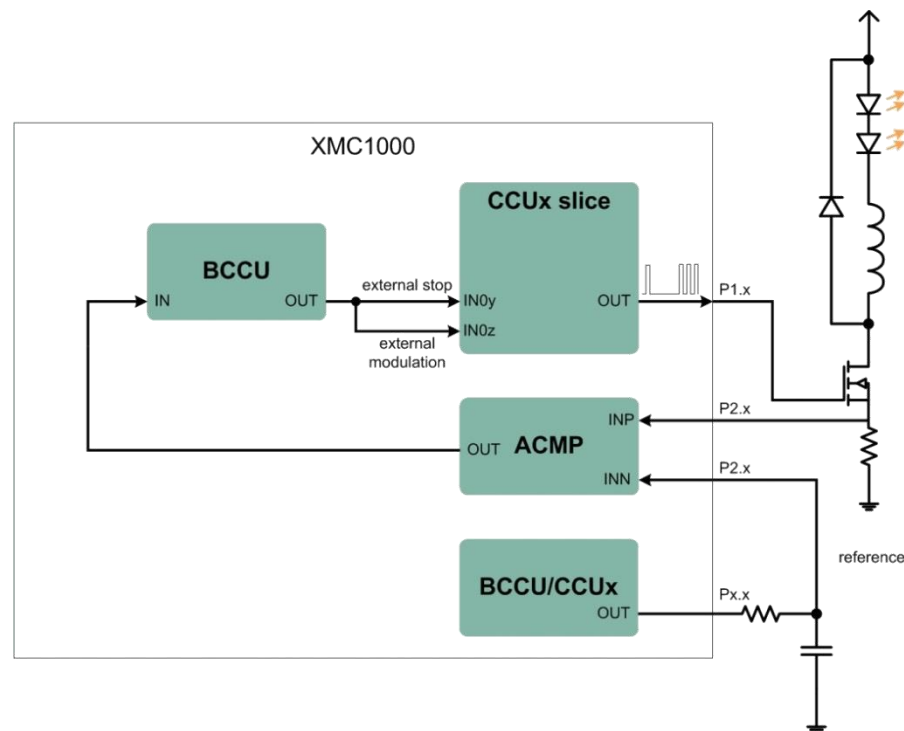 XMC1000
CCUx slice
BCCU
IN
OUT
external stop
IN0y
OUT
P1.x
IN0z
external
modulation
INP
P2.x
OUT
ACMP
INN
P2.x
reference
BCCU/CCUx
OUT
Px.x